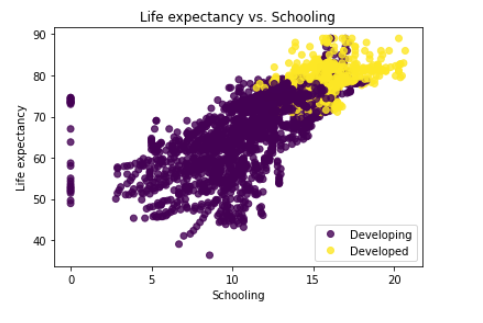 Life expectancy vs. Schooling
90
80
70
60
50
40
Life expectancy
0 5 10 15 20
Schooling
Developing
Developed